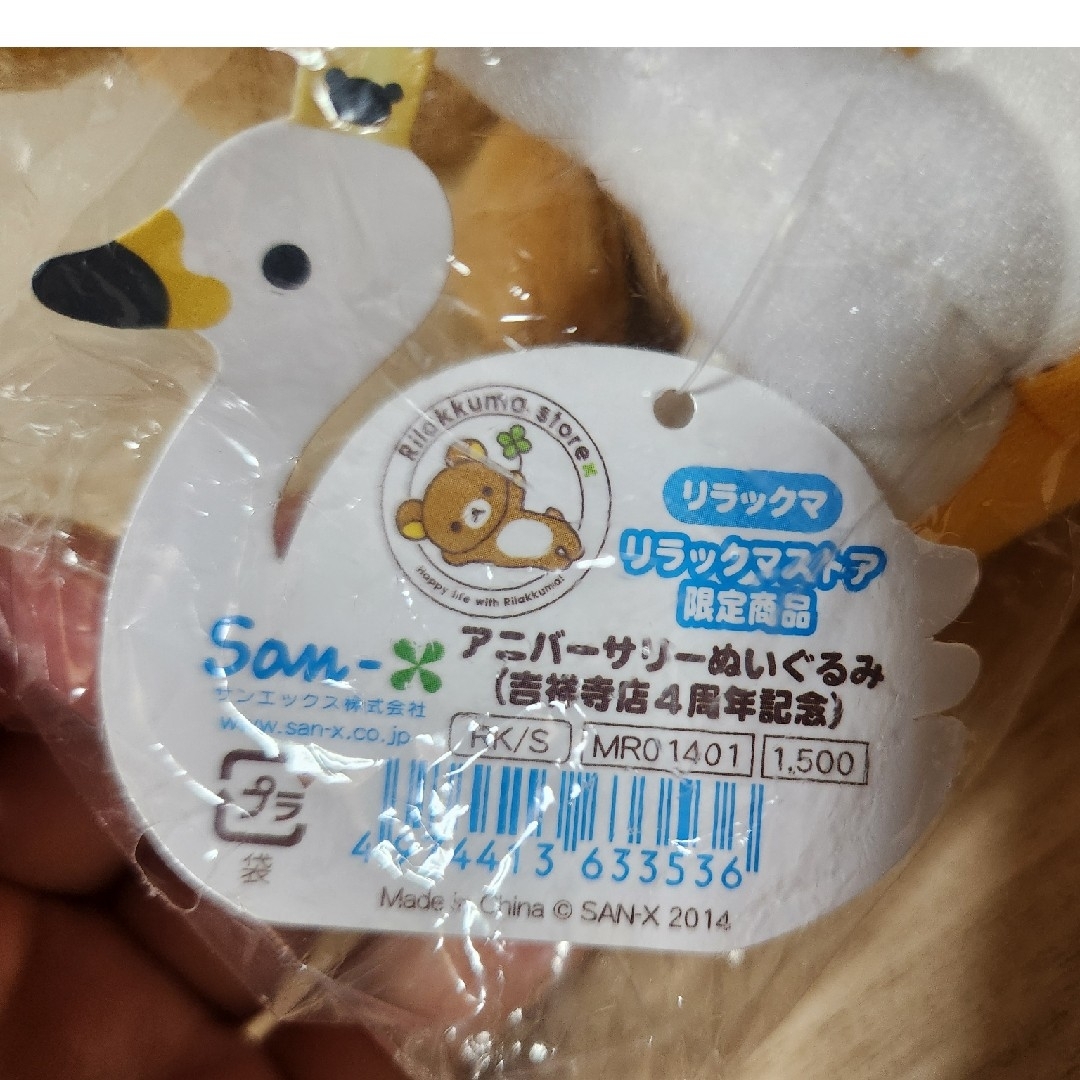 Rilakkuma store
Happy life with Rilakkuma!
リラックマ
リラックマストア
限定商品
San-X
サンエックス株式会社
www.san-x.co.jp
アニバーサリーぬいぐるみ
(吉祥寺店4周年記念)
RK/S MR01401 1,500
プラ
袋
4 974413 633536
Made in China © SAN-X 2014